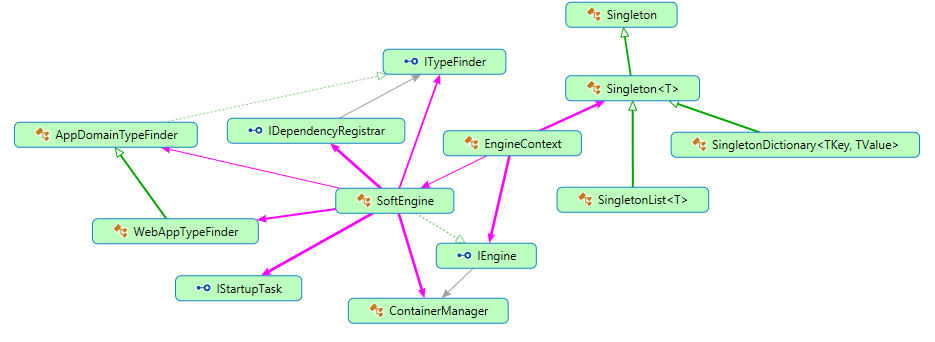 Singleton
ITypeFinder
Singleton<T>
AppDomainTypeFinder
IDependencyRegistrar
EngineContext
SingletonDictionary<TKey, TValue>
SoftEngine
SingletonList<T>
WebAppTypeFinder
IEngine
IStartupTask
ContainerManager